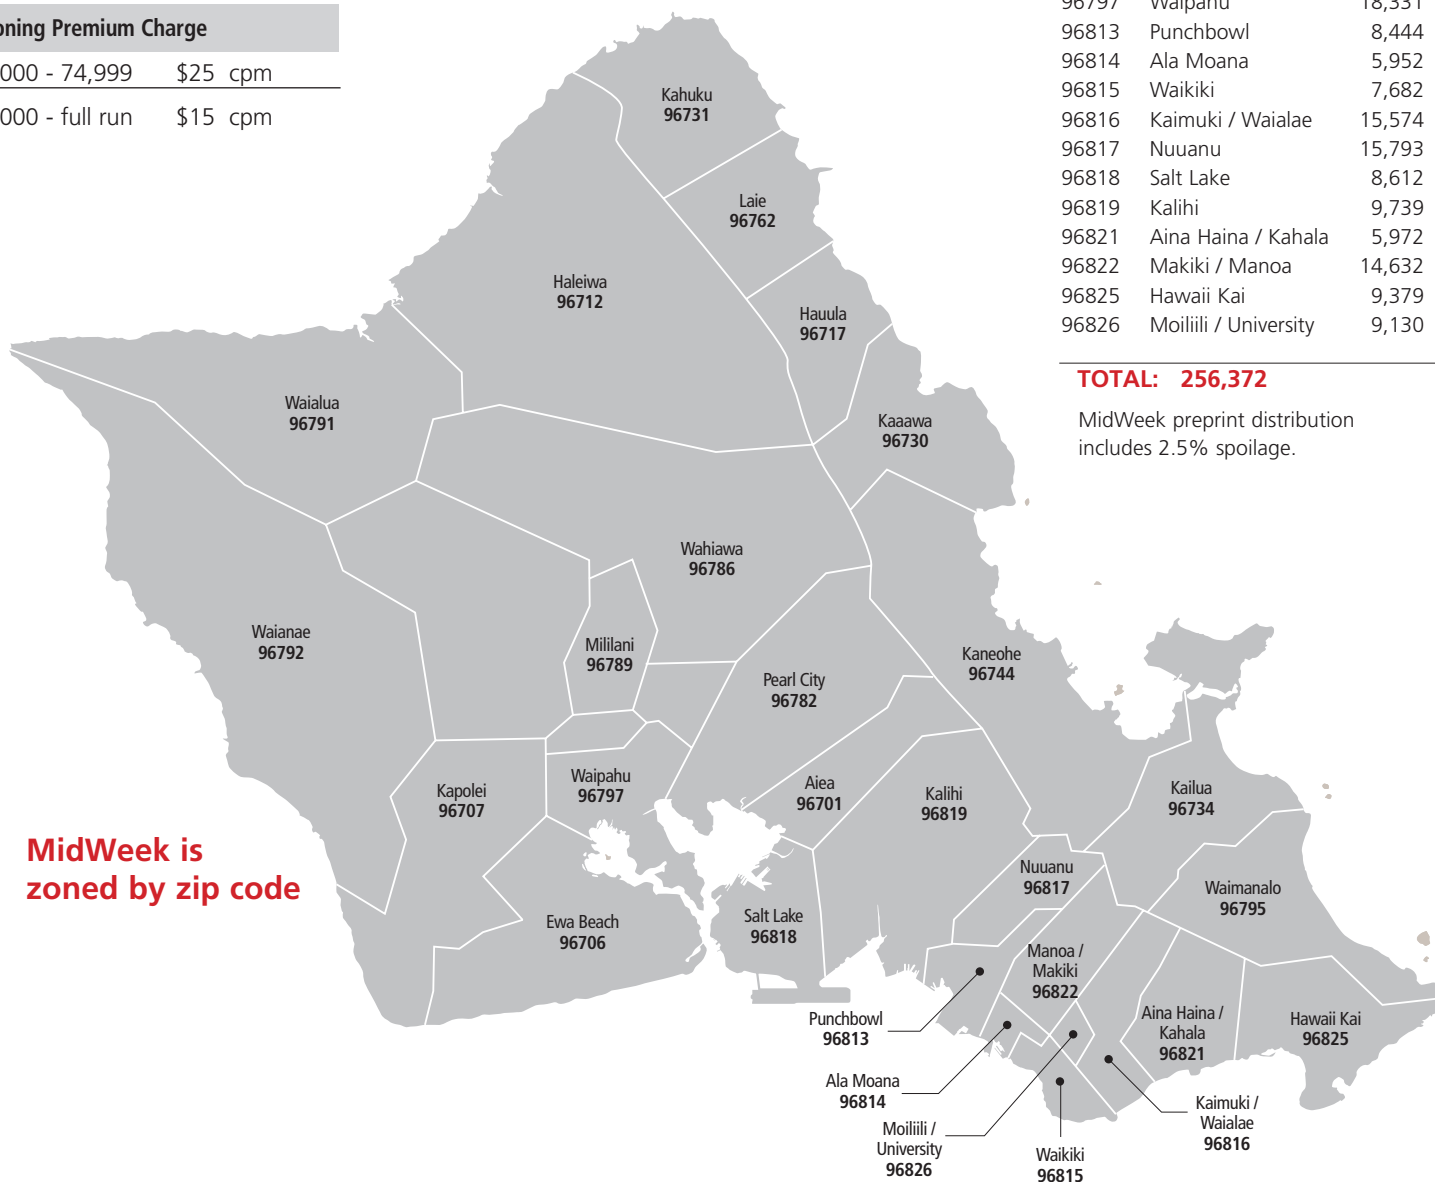 oning Premium Charge
000 - 74,999 $25 cpm
000 - full run $15 cpm
96797 Waipahu 18,331
96813 Punchbowl 8,444
96814 Ala Moana 5,952
96815 Waikiki 7,682
96816 Kaimuki / Waialae 15,574
96817 Nuuanu 15,793
96818 Salt Lake 8,612
96819 Kalihi 9,739
96821 Aina Haina / Kahala 5,972
96822 Makiki / Manoa 14,632
96825 Hawaii Kai 9,379
96826 Moiliili / University 9,130
TOTAL: 256,372
MidWeek preprint distribution
includes 2.5% spoilage.
Kahuku
96731
Laie
96762
Haleiwa
96712
Hauula
96717
Waialua
96791
Kaaawa
96730
Wahiawa
96786
Waianae
96792
Mililani
96789
Kaneohe
96744
Pearl City
96782
Kapolei
96707
Waipahu
96797
Aiea
96701
Kalihi
96819
Kailua
96734
MidWeek is
zoned by zip code
Nuuanu
96817
Waimanalo
96795
Ewa Beach
96706
Salt Lake
96818
Manoa /
Makiki
96822
Punchbowl
96813
Aina Haina /
Kahala
96821
Hawaii Kai
96825
Ala Moana
96814
Moiliili /
University
96826
Waikiki
96815
Kaimuki /
Waialae
96816